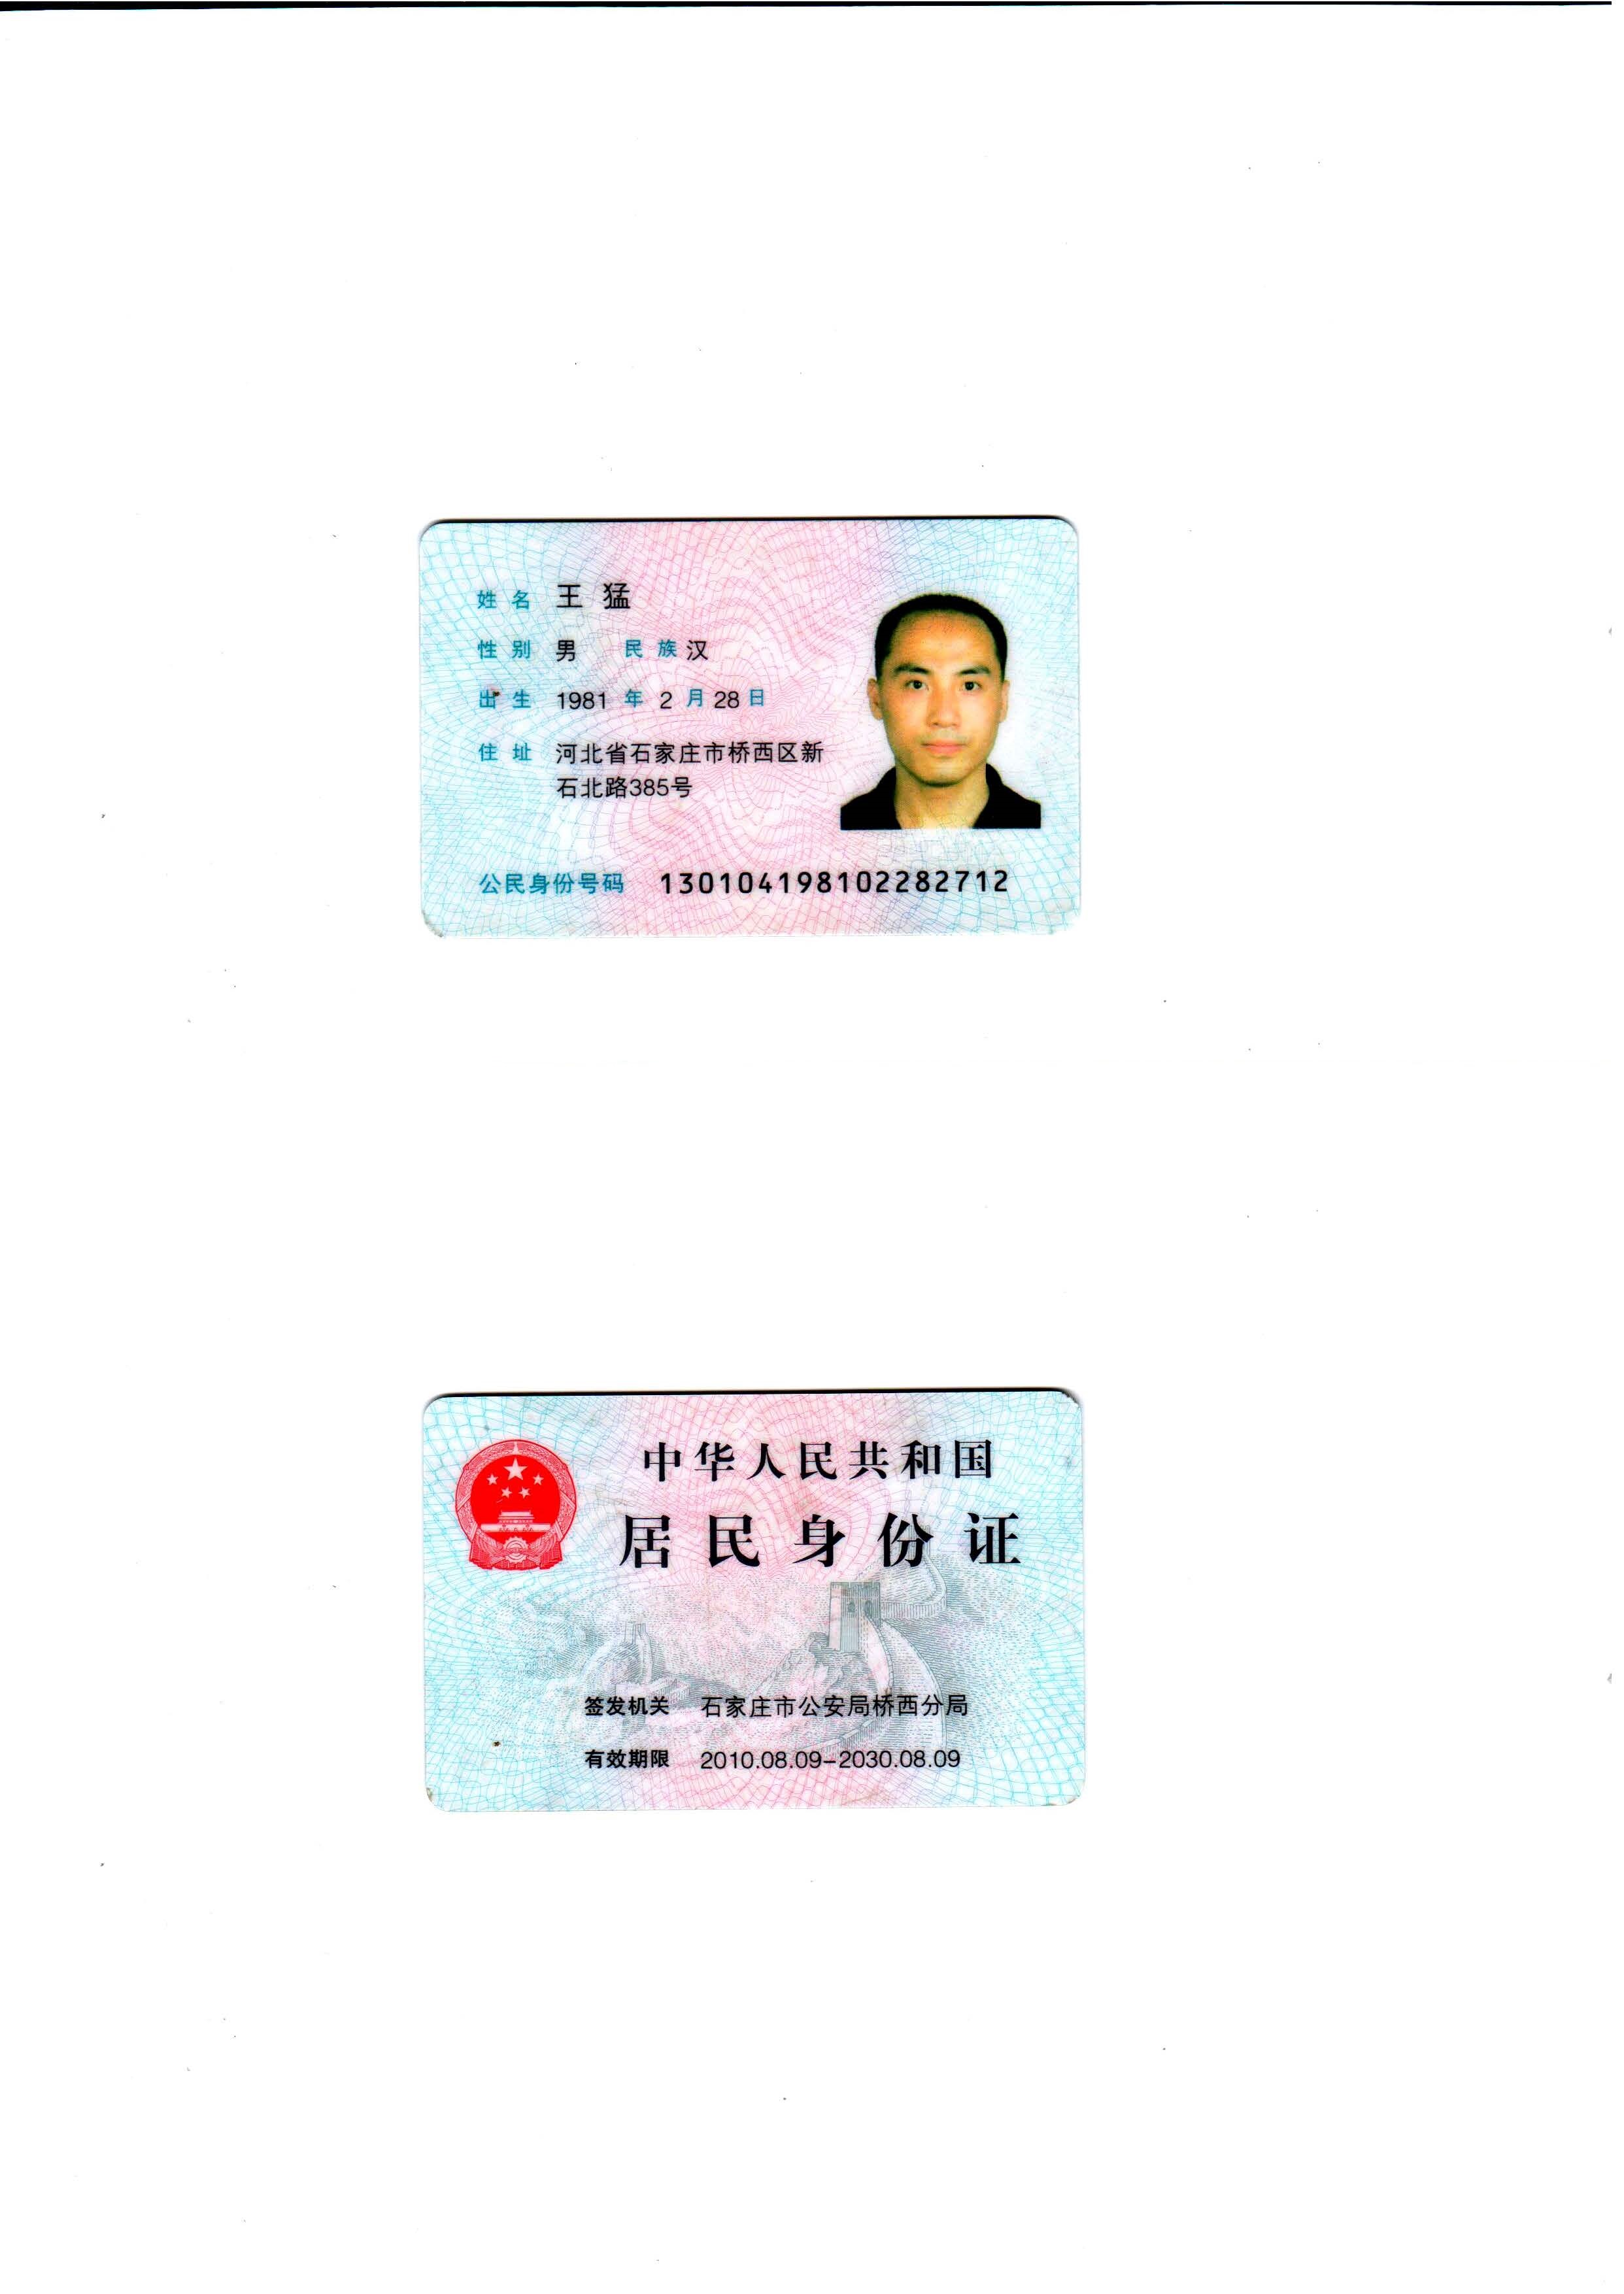 姓名 王猛
性别 男 民族 汉
出生 1981 年 2 月 28 日
住址 河北省石家庄市桥西区新
石北路385号
公民身份号码 130104198102282712
中华人民共和国
居民身份证
签发机关 石家庄市公安局桥西分局
有效期限 2010.08.09-2030.08.09